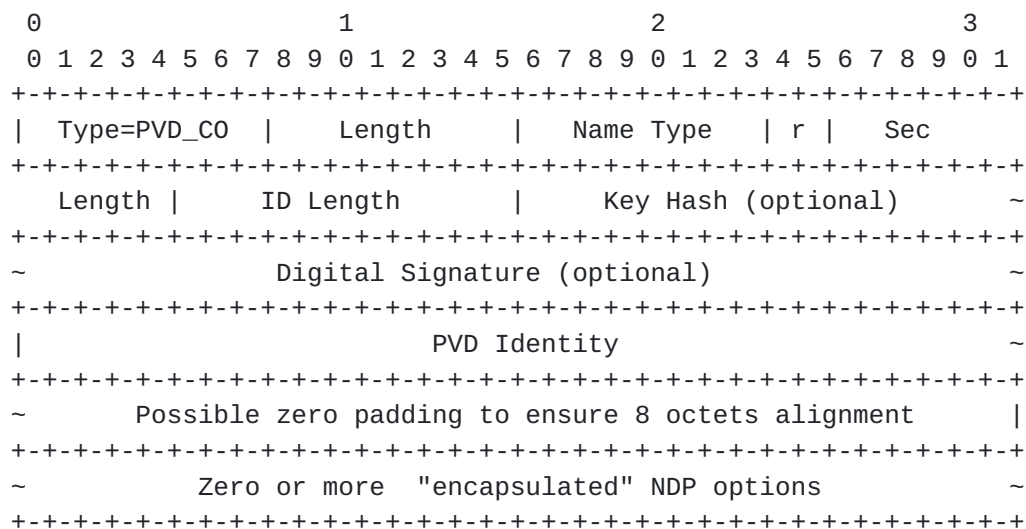 0                   1                   2                   3
 0 1 2 3 4 5 6 7 8 9 0 1 2 3 4 5 6 7 8 9 0 1 2 3 4 5 6 7 8 9 0 1
+-+-+-+-+-+-+-+-+-+-+-+-+-+-+-+-+-+-+-+-+-+-+-+-+-+-+-+-+-+-+-+-+
|  Type=PVD_CO  |    Length     |   Name Type   | r |   Sec
+-+-+-+-+-+-+-+-+-+-+-+-+-+-+-+-+-+-+-+-+-+-+-+-+-+-+-+-+-+-+-+-+
   Length |     ID Length       |     Key Hash (optional)       ~
+-+-+-+-+-+-+-+-+-+-+-+-+-+-+-+-+-+-+-+-+-+-+-+-+-+-+-+-+-+-+-+-+
~                Digital Signature (optional)                   ~
+-+-+-+-+-+-+-+-+-+-+-+-+-+-+-+-+-+-+-+-+-+-+-+-+-+-+-+-+-+-+-+-+
|                          PVD Identity                         ~
+-+-+-+-+-+-+-+-+-+-+-+-+-+-+-+-+-+-+-+-+-+-+-+-+-+-+-+-+-+-+-+-+
~       Possible zero padding to ensure 8 octets alignment      |
+-+-+-+-+-+-+-+-+-+-+-+-+-+-+-+-+-+-+-+-+-+-+-+-+-+-+-+-+-+-+-+-+
~           Zero or more  "encapsulated" NDP options            ~
+-+-+-+-+-+-+-+-+-+-+-+-+-+-+-+-+-+-+-+-+-+-+-+-+-+-+-+-+-+-+-+-+